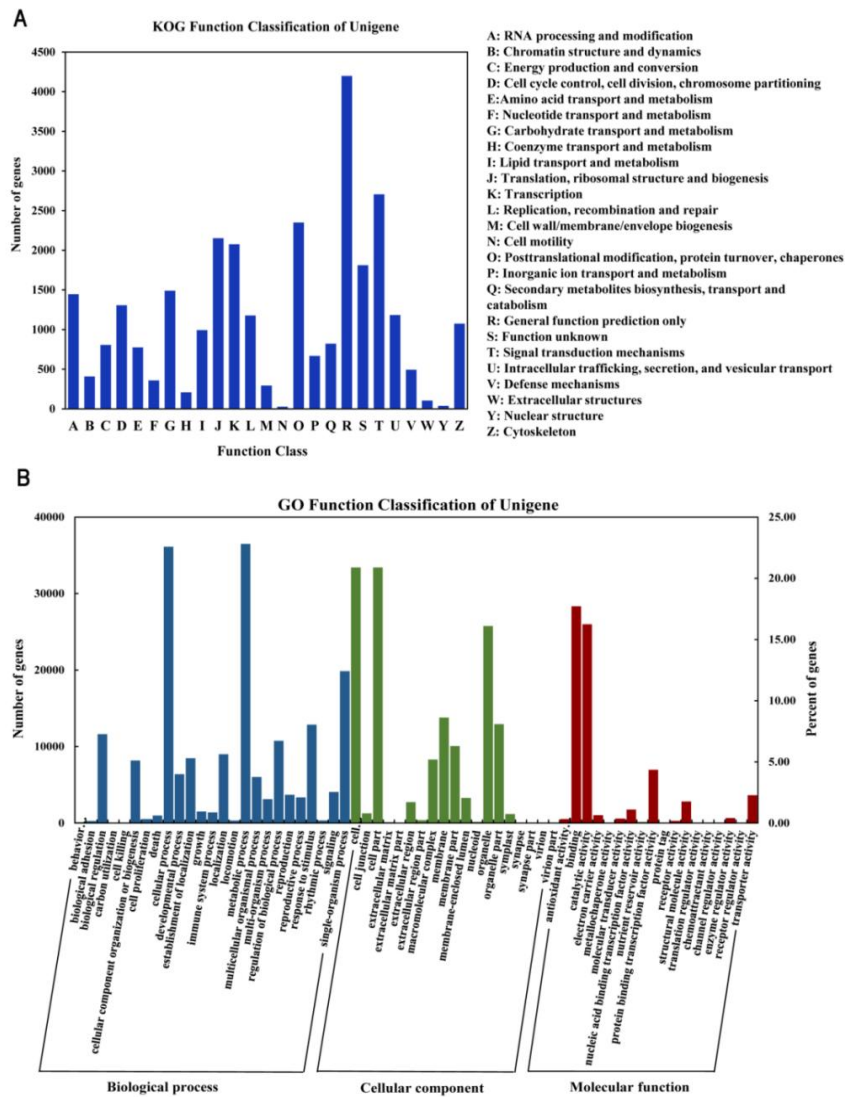 A
KOG Function Classification of Unigene
Number of genes
4500
4000
3500
3000
2500
2000
1500
1000
500
0
A B C D E F G H I J K L M N O P Q R S T U V W Y Z
Function Class
A: RNA processing and modification
B: Chromatin structure and dynamics
C: Energy production and conversion
D: Cell cycle control, cell division, chromosome partitioning
E:Amino acid transport and metabolism
F: Nucleotide transport and metabolism
G: Carbohydrate transport and metabolism
H: Coenzyme transport and metabolism
I: Lipid transport and metabolism
J: Translation, ribosomal structure and biogenesis
K: Transcription
L: Replication, recombination and repair
M: Cell wall/membrane/envelope biogenesis
N: Cell motility
O: Posttranslational modification, protein turnover, chaperones
P: Inorganic ion transport and metabolism
Q: Secondary metabolites biosynthesis, transport and
catabolism
R: General function prediction only
S: Function unknown
T: Signal transduction mechanisms
U: Intracellular trafficking, secretion, and vesicular transport
V: Defense mechanisms
W: Extracellular structures
Y: Nuclear structure
Z: Cytoskeleton
B
GO Function Classification of Unigene
Number of genes
40000
30000
20000
10000
0
25.00
20.00
15.00
10.00
5.00
0.00
Percent of genes
behavior
biological adhesion
biological regulation
carbon utilization
cell killing
cellular component organization or biogenesis
cell proliferation
death
cellular process
developmental process
establishment of localization
growth
immune system process
localization
locomotion
metabolic process
multicellular organismal process
multi-organism process
regulation of biological process
reproduction
reproductive process
response to stimulus
rhythmic process
signaling
single-organism process
cell
cell junction
cell part
extracellular matrix
extracellular matrix part
extracellular region
extracellular region part
macromolecular complex
membrane
membrane part
membrane-enclosed lumen
nucleoid
organelle
organelle part
symplast
synapse
synapse part
virion
virion part
antioxidant activity
binding
catalytic activity
electron carrier activity
metallochaperone activity
molecular transducer activity
nucleic acid binding transcription factor activity
nutrient reservoir activity
protein binding transcription factor activity
protein tag
receptor activity
structural molecule activity
translation regulator activity
chemoattractant activity
channel regulator activity
enzyme regulator activity
receptor regulator activity
transporter activity
Biological process
Cellular component
Molecular function